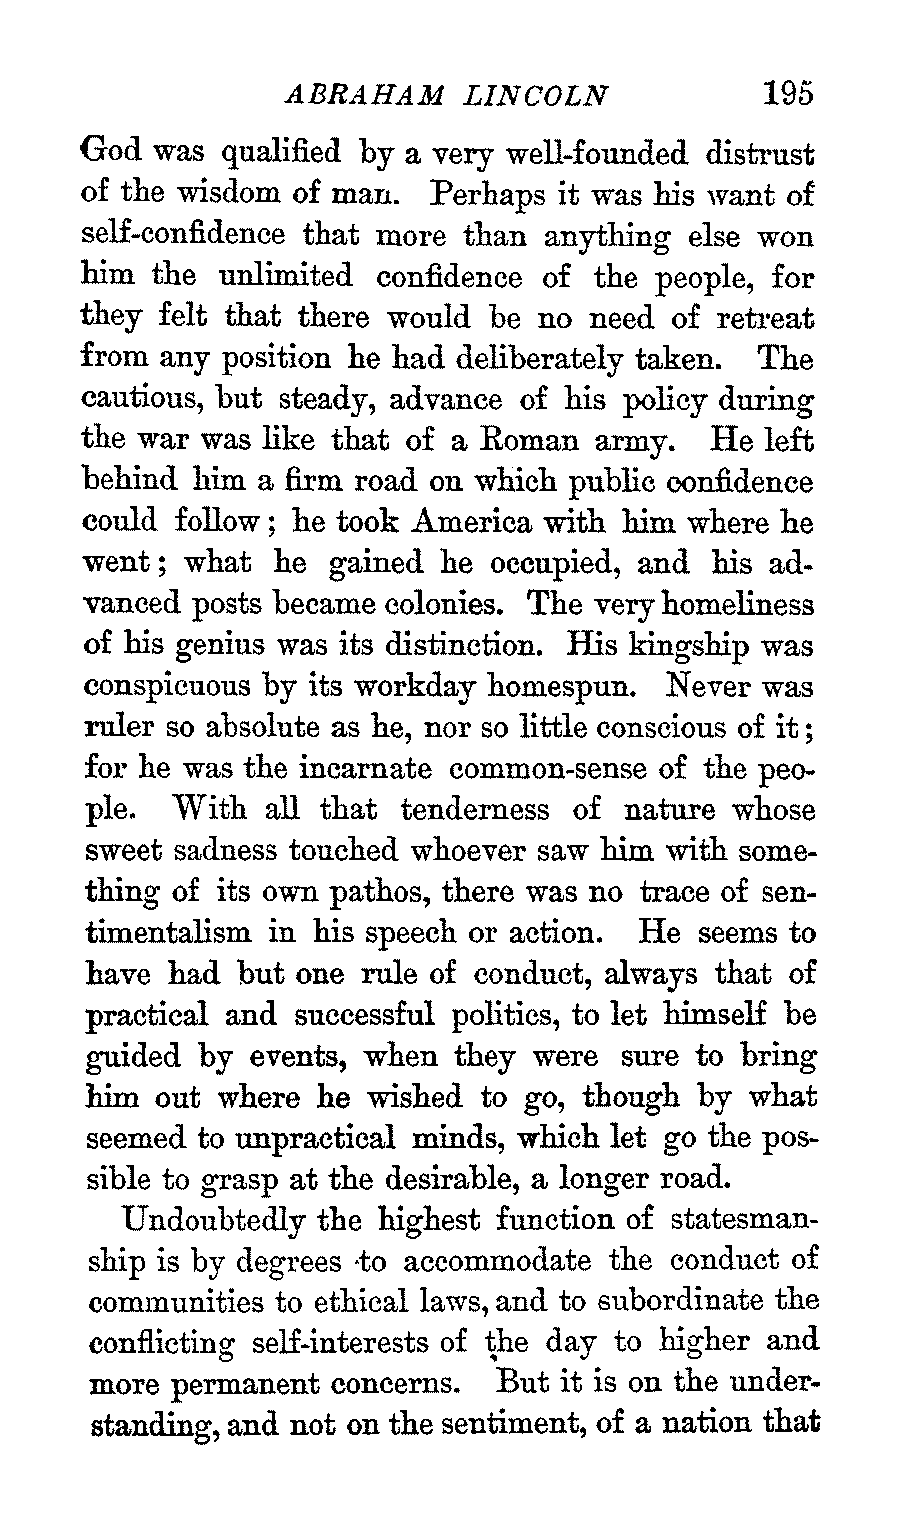 ABRAHAM LINCOLN 195
God was qualified by a very well-founded distrust
of the wisdom of man. Perhaps it was his want of
self-confidence that more than anything else won
him the unlimited confidence of the people, for
they felt that there would be no need of retreat
from any position he had deliberately taken. The
cautious, but steady, advance of his policy during
the war was like that of a Roman army. He left
behind him a firm road on which public confidence
could follow; he took America with him where he
went; what he gained he occupied, and his ad-
vanced posts became colonies. The very homeliness
of his genius was its distinction. His kingship was
conspicuous by its workday homespun. Never was
ruler so absolute as he, nor so little conscious of it;
for he was the incarnate common-sense of the peo-
ple. With all that tenderness of nature whose
sweet sadness touched whoever saw him with some-
thing of its own pathos, there was no trace of sen-
timentalism in his speech or action. He seems to
have had but one rule of conduct, always that of
practical and successful politics, to let himself be
guided by events, when they were sure to bring
him out where he wished to go, though by what
seemed to unpractical minds, which let go the pos-
sible to grasp at the desirable, a longer road.
Undoubtedly the highest function of statesman-
ship is by degrees to accommodate the conduct of
communities to ethical laws, and to subordinate the
conflicting self-interests of the day to higher and
more permanent concerns. But it is on the under-
standing, and not on the sentiment, of a nation that